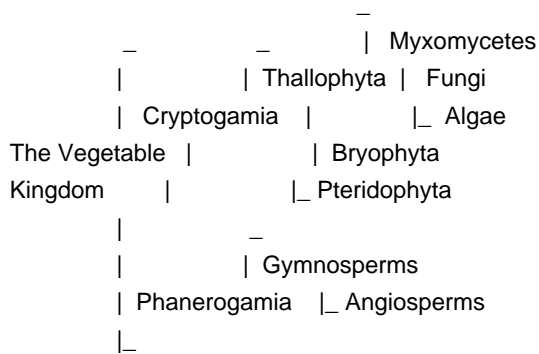 _
_ _ | Myxomycetes
| | Thallophyta | Fungi
| Cryptogamia | |_ Algae
The Vegetable | | Bryophyta
Kingdom | |_ Pteridophyta
| _
| | Gymnosperms
| Phanerogamia |_ Angiosperms
|_